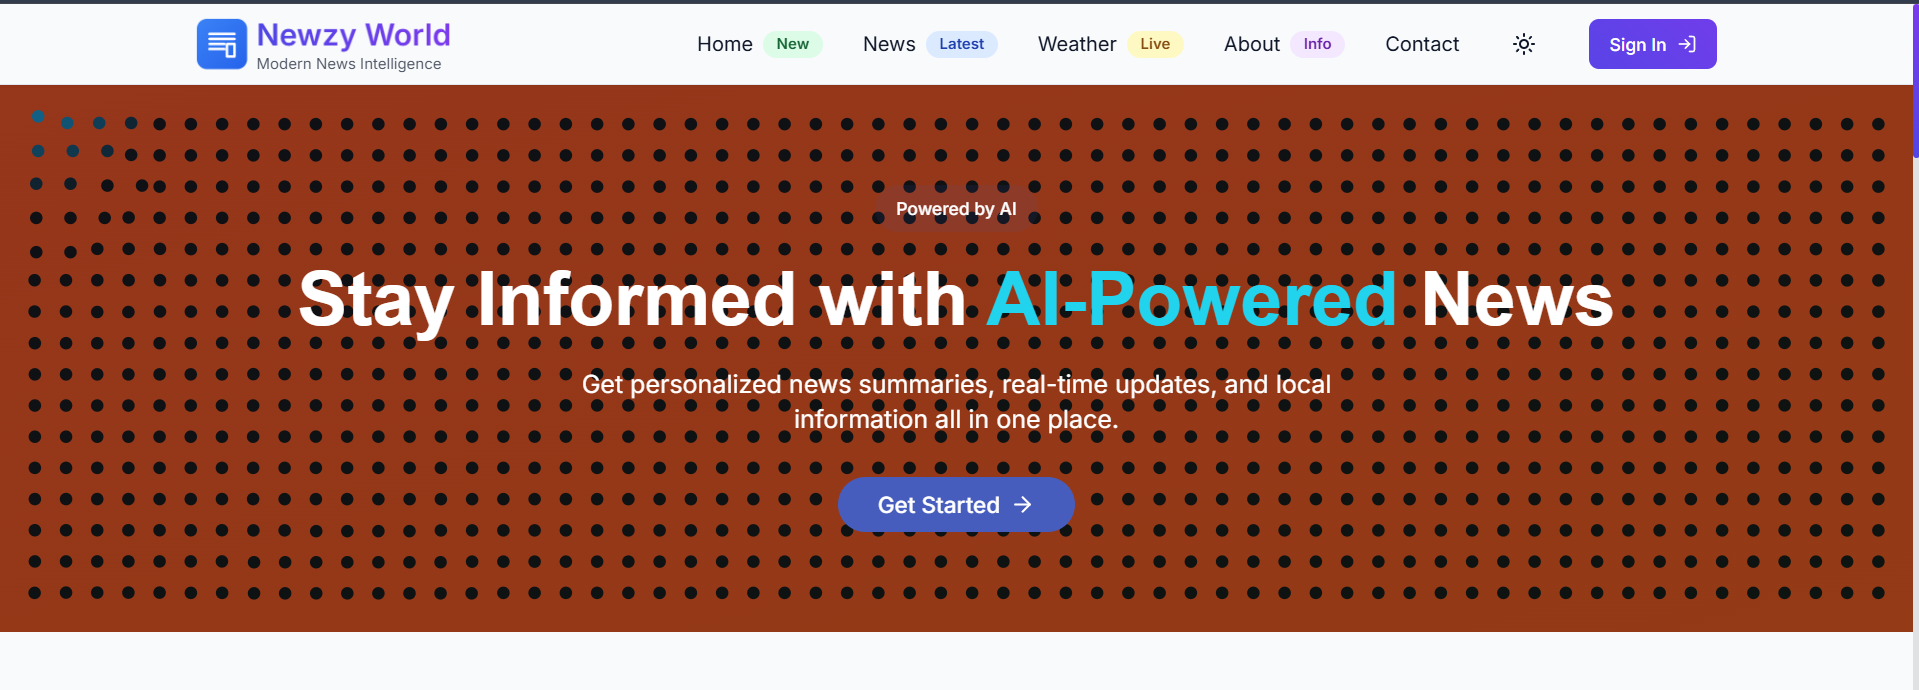 Newzy World
Modern News Intelligence
Home New News Latest Weather Live About Info Contact Sign In
Powered by AI
Stay Informed with AI-Powered News
Get personalized news summaries, real-time updates, and local
information all in one place.
Get Started